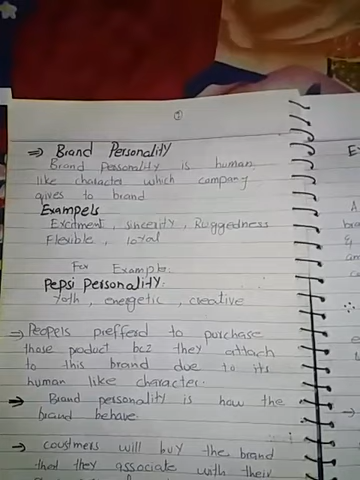 ①
⇒ Brand Personality
Brand Personality is human
like character which company
gives to brand
Exampels
Excitment, sincerity, Ruggedness
Flexible, loyal
For Example:
Pepsi Personality:
Yoth, energetic, creative
→ Peopels prefferd to purchase
those product bcz they attach
to this brand due to its
human like character.
→ Brand personality is how the
brand behave.
→ coustmers will buy the brand
that they associate with their